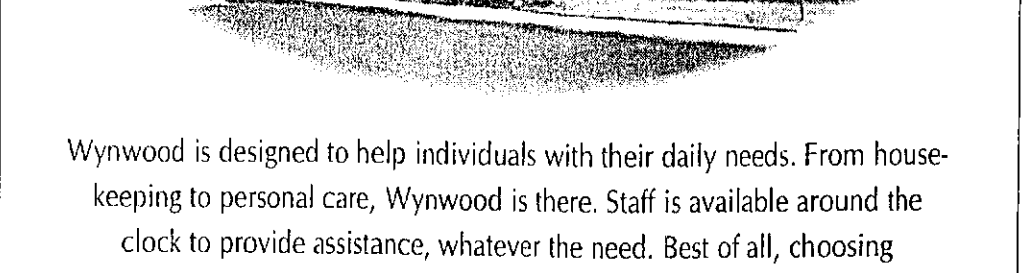 Wynwood is designed to help individuals with their daily needs. From house-
keeping to personal care, Wynwood is there. Staff is available around the
clock to provide assistance, whatever the need. Best of all, choosing